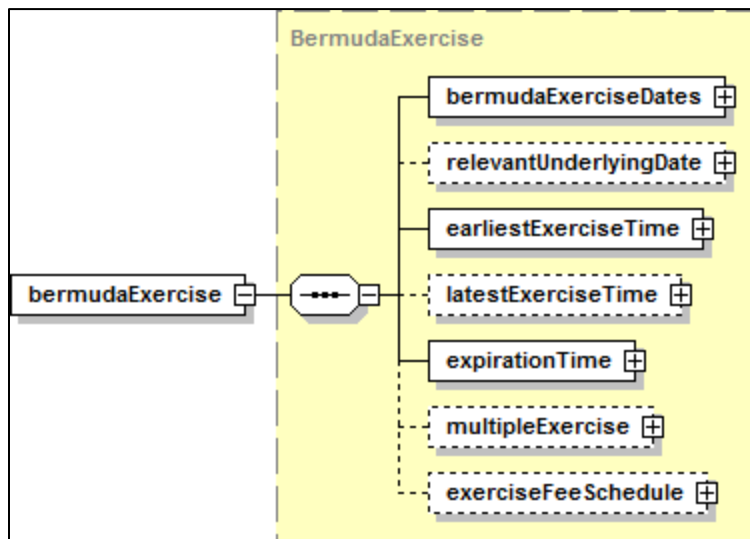 BermudaExercise
bermudaExerciseDates
relevantUnderlyingDate
earliestExerciseTime
bermudaExercise
latestExerciseTime
expirationTime
multipleExercise
exerciseFeeSchedule